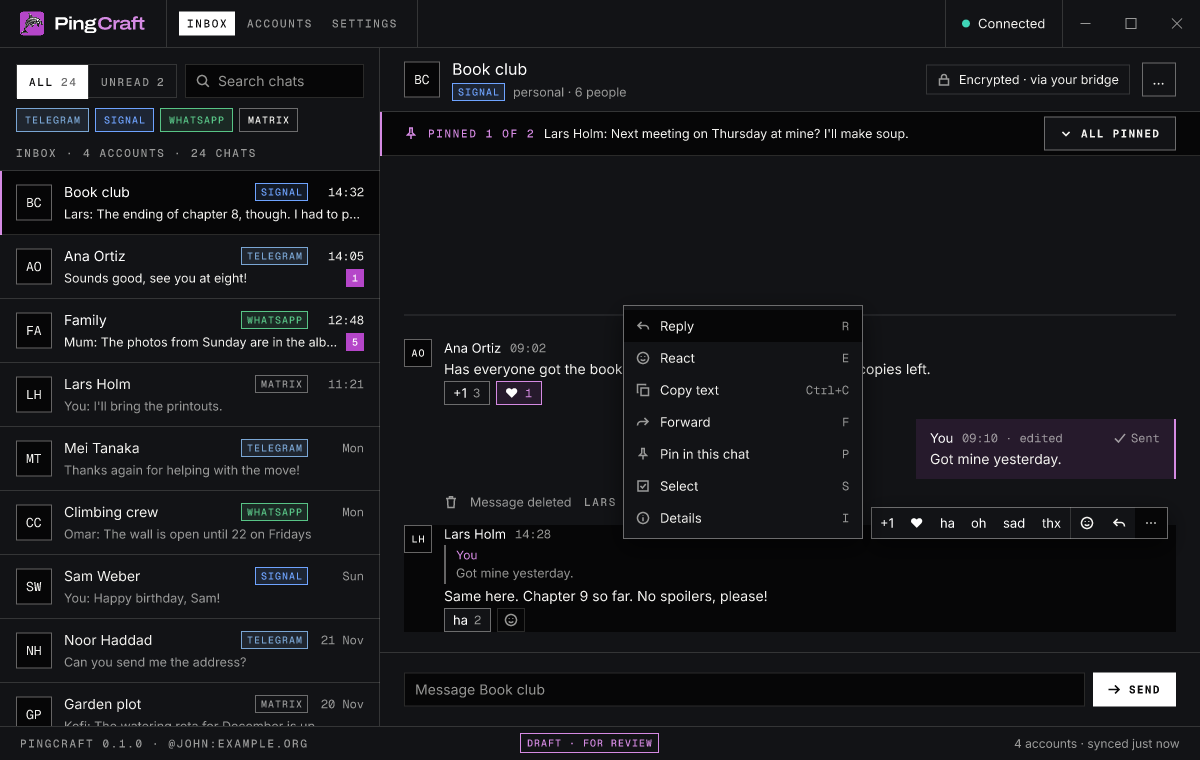 PingCraft
INBOX ACCOUNTS SETTINGS
Connected
ALL 24 UNREAD 2 Search chats
TELEGRAM SIGNAL WHATSAPP MATRIX
INBOX · 4 ACCOUNTS · 24 CHATS
BC Book club SIGNAL 14:32
Lars: The ending of chapter 8, though. I had to p...
AO Ana Ortiz TELEGRAM 14:05
Sounds good, see you at eight! 1
FA Family WHATSAPP 12:48
Mum: The photos from Sunday are in the alb... 5
LH Lars Holm MATRIX 11:21
You: I'll bring the printouts.
MT Mei Tanaka TELEGRAM Mon
Thanks again for helping with the move!
CC Climbing crew WHATSAPP Mon
Omar: The wall is open until 22 on Fridays
SW Sam Weber SIGNAL Sun
You: Happy birthday, Sam!
NH Noor Haddad TELEGRAM 21 Nov
Can you send me the address?
GP Garden plot MATRIX 20 Nov
Kofi: The watering rota for December is up
BC Book club
SIGNAL personal · 6 people
Encrypted · via your bridge ...
PINNED 1 OF 2 Lars Holm: Next meeting on Thursday at mine? I'll make soup.
ALL PINNED
AO Ana Ortiz 09:02
Has everyone got the book copies left.
+1 3 1
Reply R
React E
Copy text Ctrl+C
Forward F
Pin in this chat P
Select S
Details I
You 09:10 · edited Sent
Got mine yesterday.
Message deleted LARS
+1 ha oh sad thx ...
LH Lars Holm 14:28
You
Got mine yesterday.
Same here. Chapter 9 so far. No spoilers, please!
ha 2
Message Book club
SEND
PINGCRAFT 0.1.0 · @JOHN:EXAMPLE.ORG
DRAFT · FOR REVIEW
4 accounts · synced just now